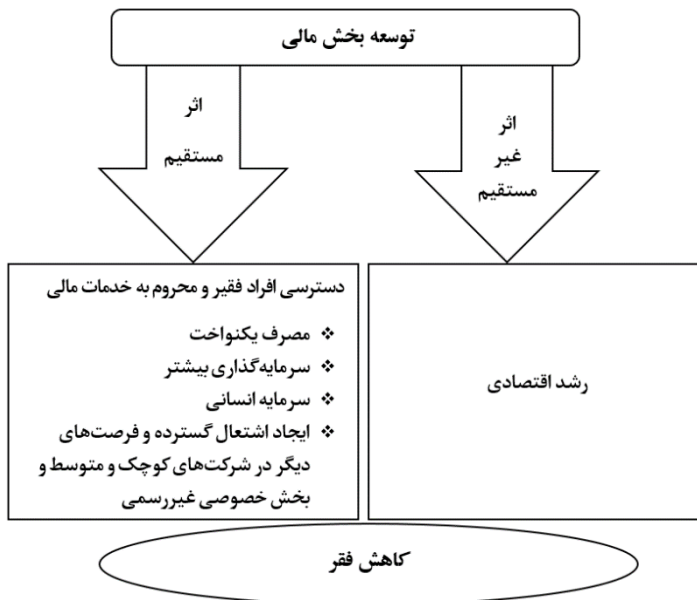 توسعه بخش مالی
اثر
غیر
مستقیم
اثر
مستقیم
رشد اقتصادی
دسترسی افراد فقیر و محروم به خدمات مالی
❖ مصرف یکنواخت
❖ سرمایه‌گذاری بیشتر
❖ سرمایه انسانی
❖ ایجاد اشتعال گسترده و فرصت‌های
دیگر در شرکت‌های کوچک و متوسط و
بخش خصوصی غیررسمی
کاهش فقر